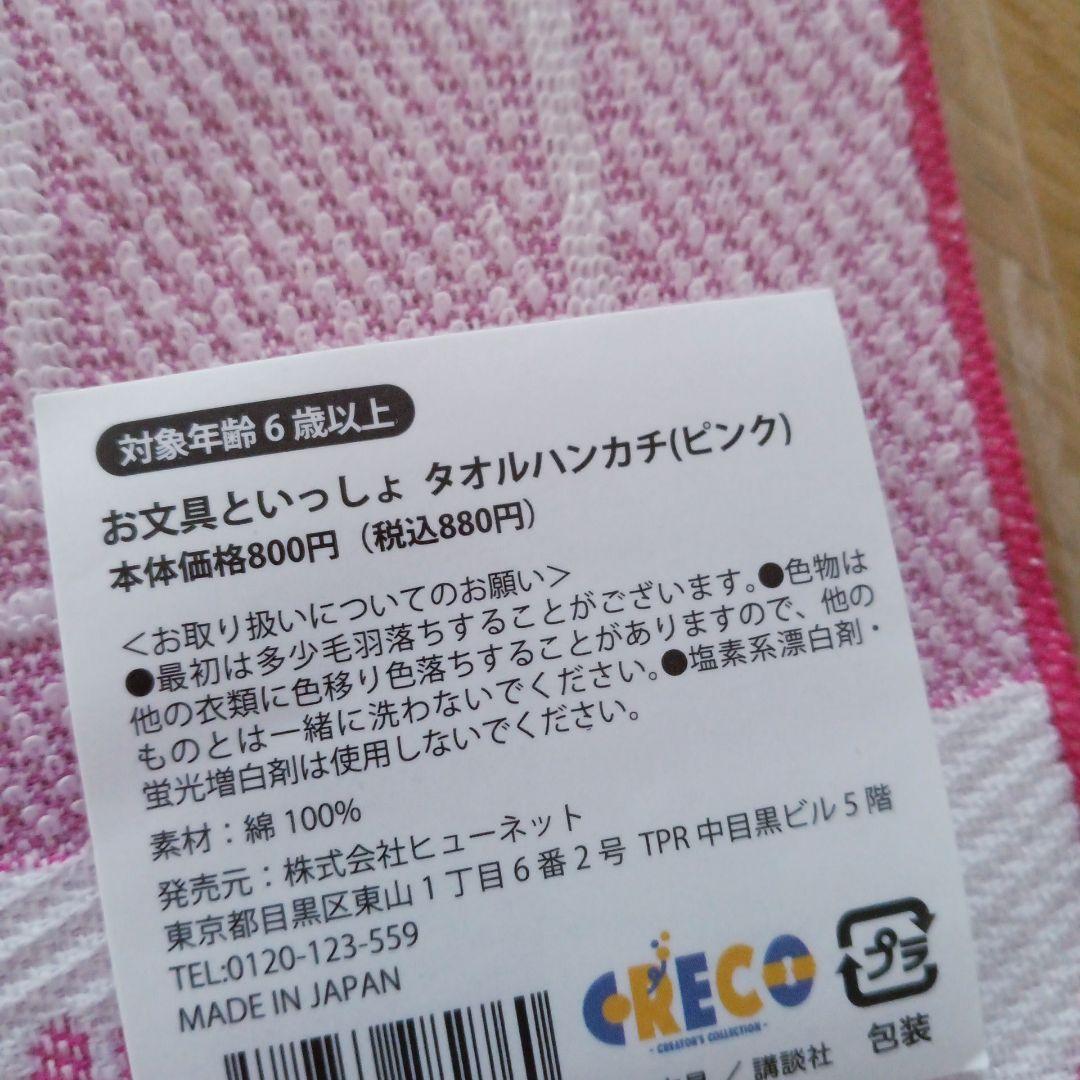 対象年齢6歳以上
お文具といっしょ タオルハンカチ(ピンク)
本体価格800円（税込880円）
＜お取り扱いについてのお願い＞
●最初は多少毛羽落ちすることがございます。●色物は
他の衣類に色移り色落ちすることがありますので、他の
ものとは一緒に洗わないでください。●塩素系漂白剤・
蛍光増白剤は使用しないでください。
素材：綿100%
発売元：株式会社ヒューネット
東京都目黒区東山1丁目6番2号 TPR中目黒ビル5階
TEL:0120-123-559
MADE IN JAPAN
CRECO
- CREATOR'S COLLECTION -
プラ
包装
／講談社